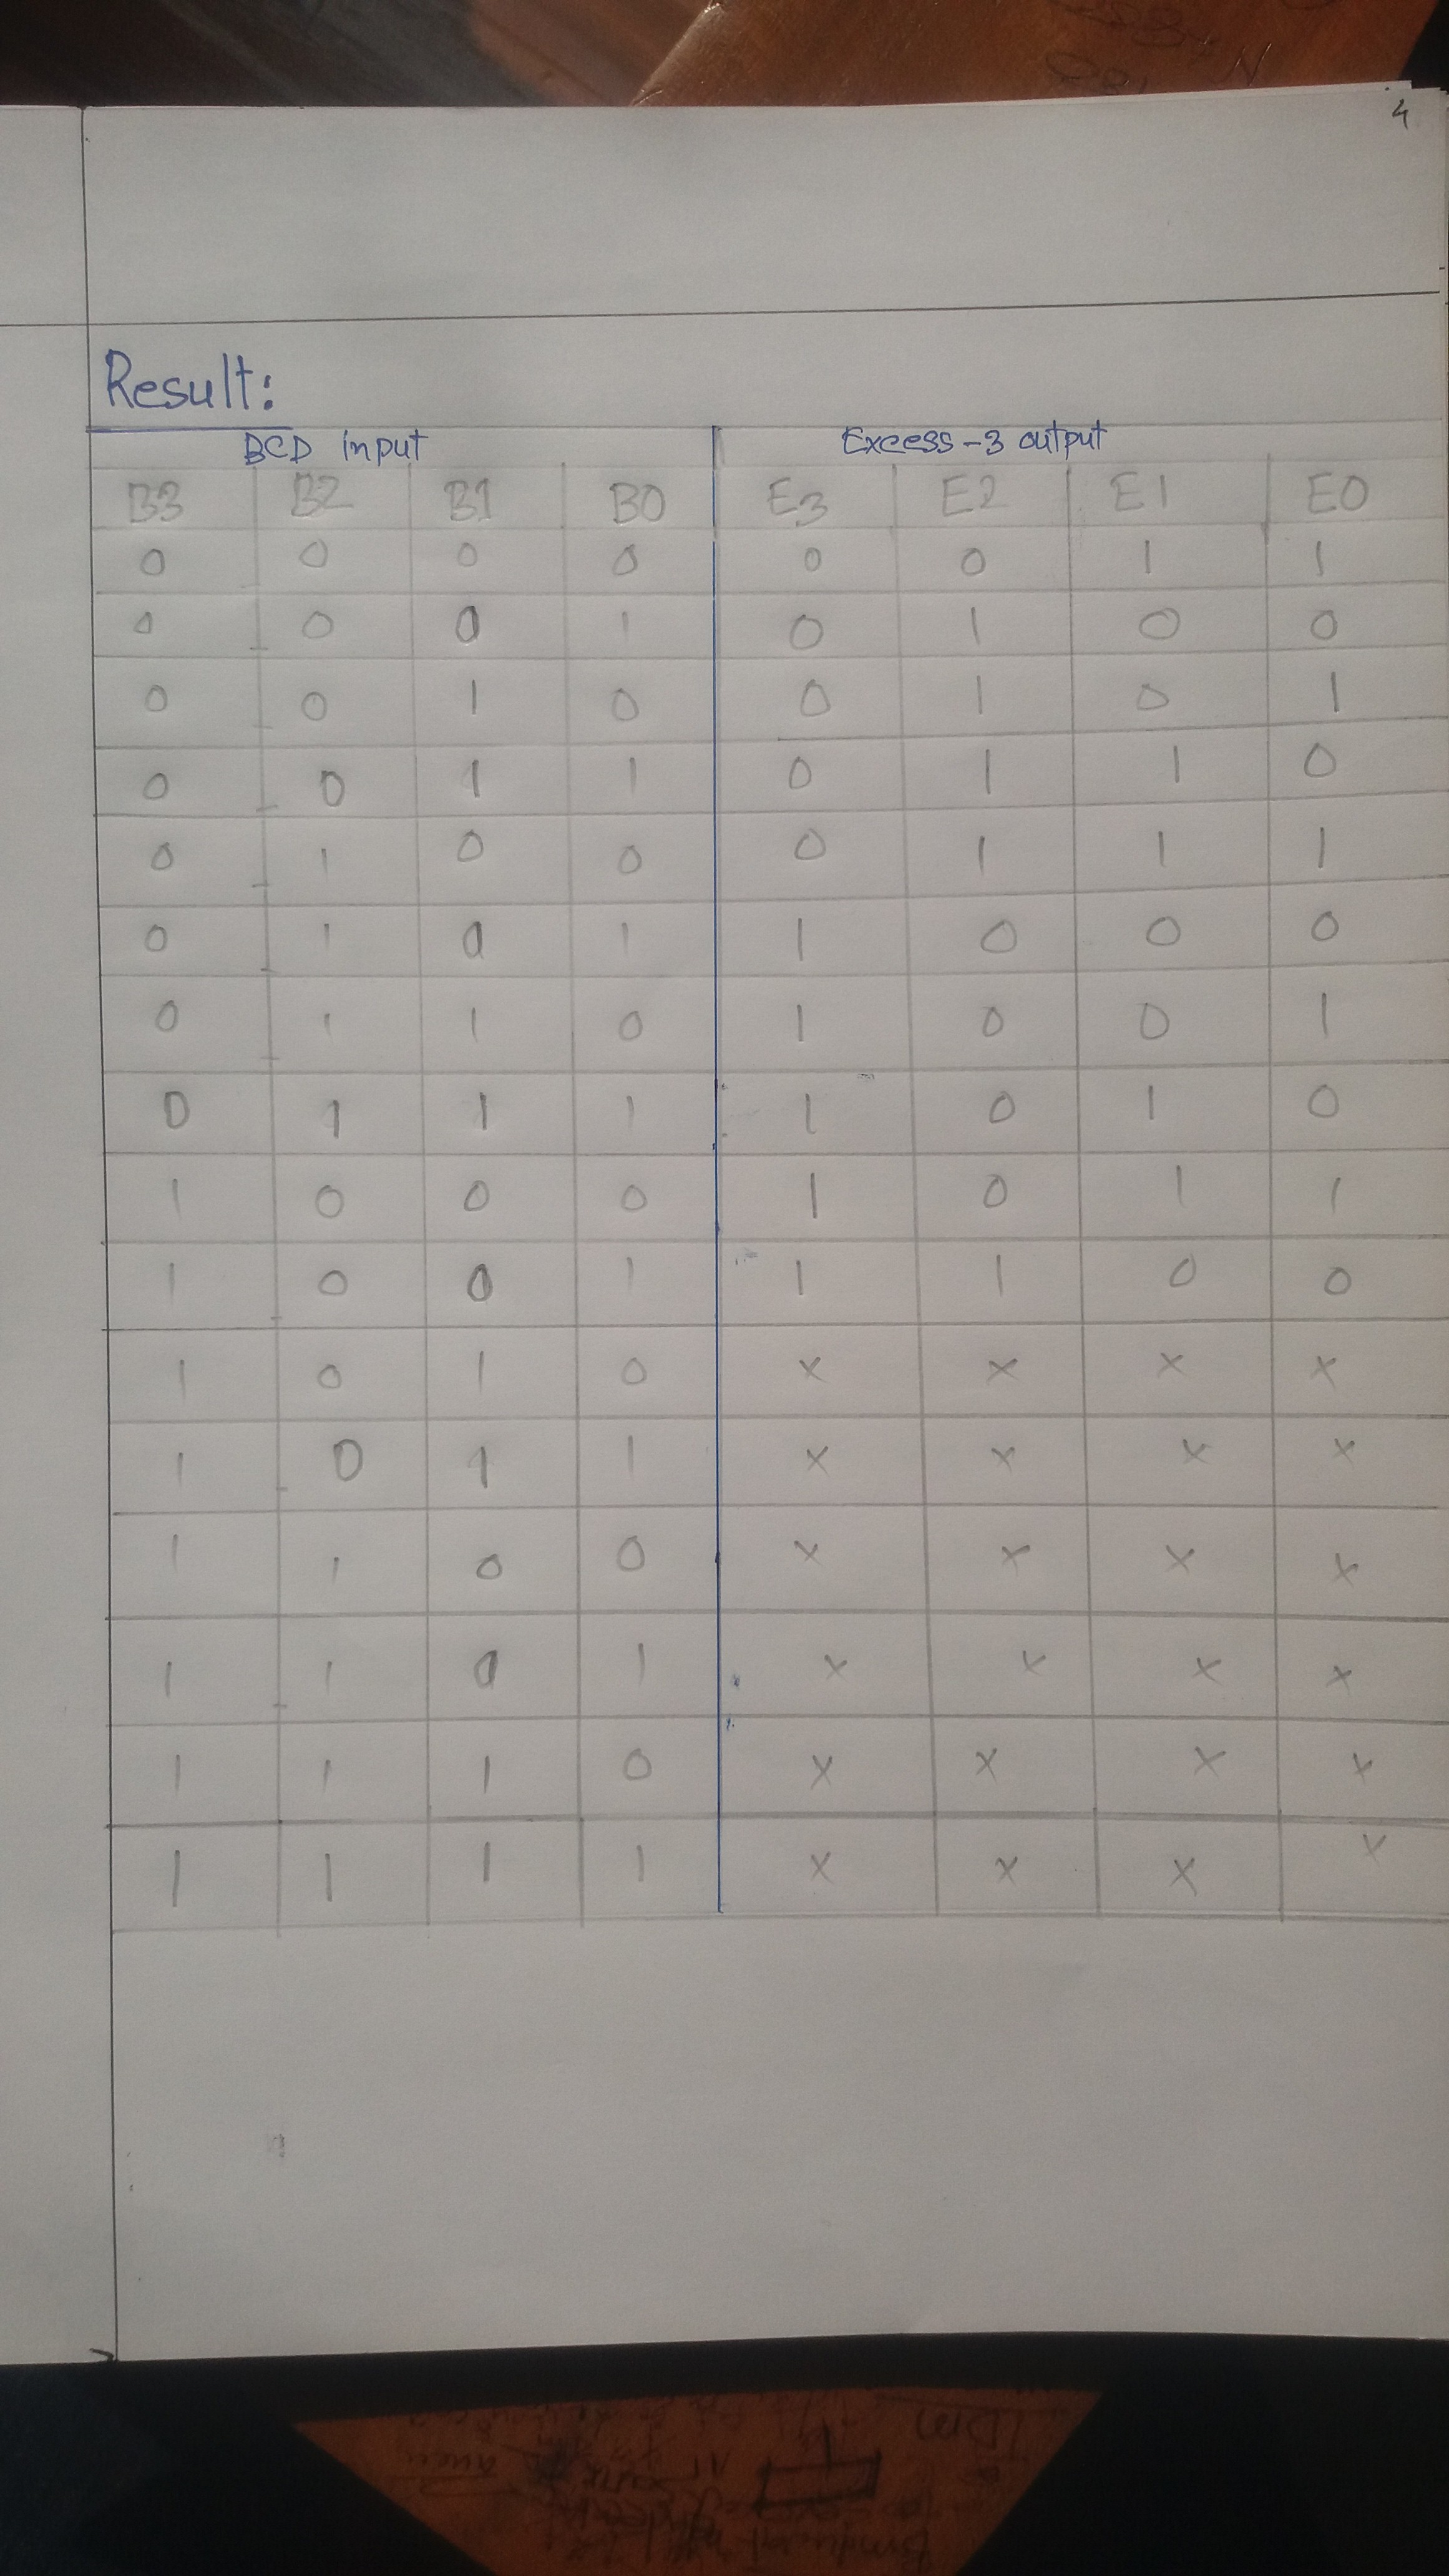 4
Result:
BCD input Excess-3 output
B3 B2 B1 B0 E3 E2 E1 E0
0 0 0 0 0 0 1 1
0 0 0 1 0 1 0 0
0 0 1 0 0 1 0 1
0 0 1 1 0 1 1 0
0 1 0 0 0 1 1 1
0 1 0 1 1 0 0 0
0 1 1 0 1 0 0 1
0 1 1 1 1 0 1 0
1 0 0 0 1 0 1 1
1 0 0 1 1 1 0 0
1 0 1 0 x x x x
1 0 1 1 x x x x
1 1 0 0 x x x x
1 1 0 1 x x x x
1 1 1 0 x x x x
1 1 1 1 x x x x